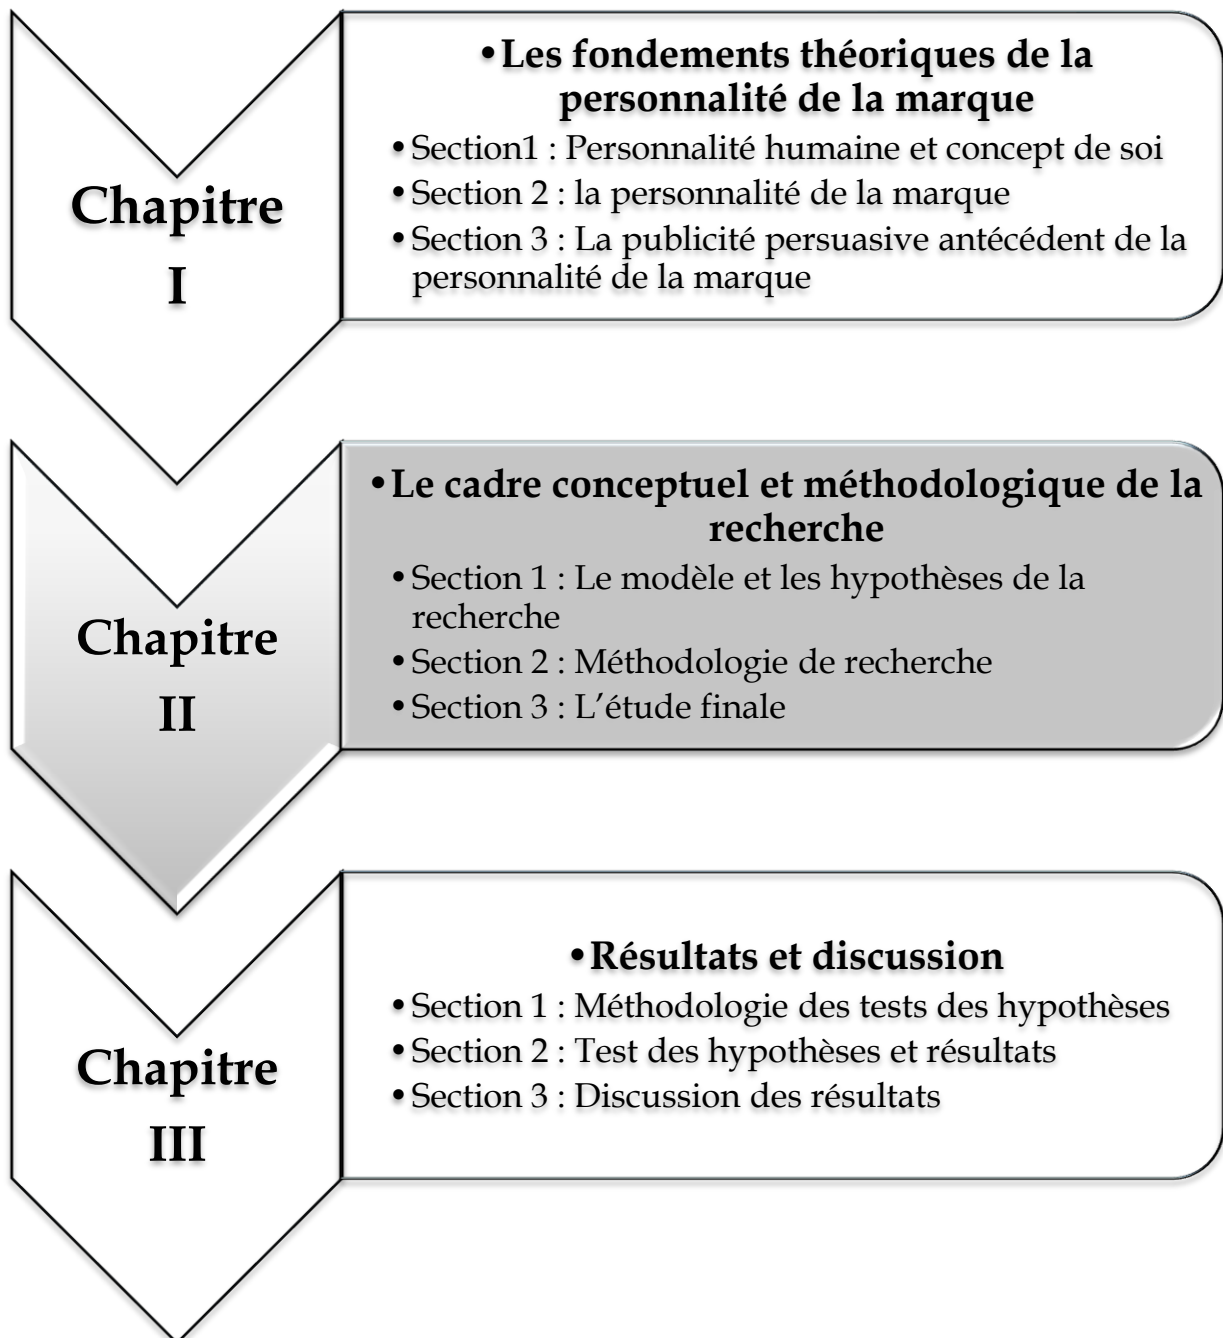 Chapitre
I
•Les fondements théoriques de la
personnalité de la marque
•Section1 : Personnalité humaine et concept de soi
•Section 2 : la personnalité de la marque
•Section 3 : La publicité persuasive antécédent de la
personnalité de la marque
Chapitre
II
•Le cadre conceptuel et méthodologique de la
recherche
•Section 1 : Le modèle et les hypothèses de la
recherche
•Section 2 : Méthodologie de recherche
•Section 3 : L’étude finale
Chapitre
III
•Résultats et discussion
•Section 1 : Méthodologie des tests des hypothèses
•Section 2 : Test des hypothèses et résultats
•Section 3 : Discussion des résultats